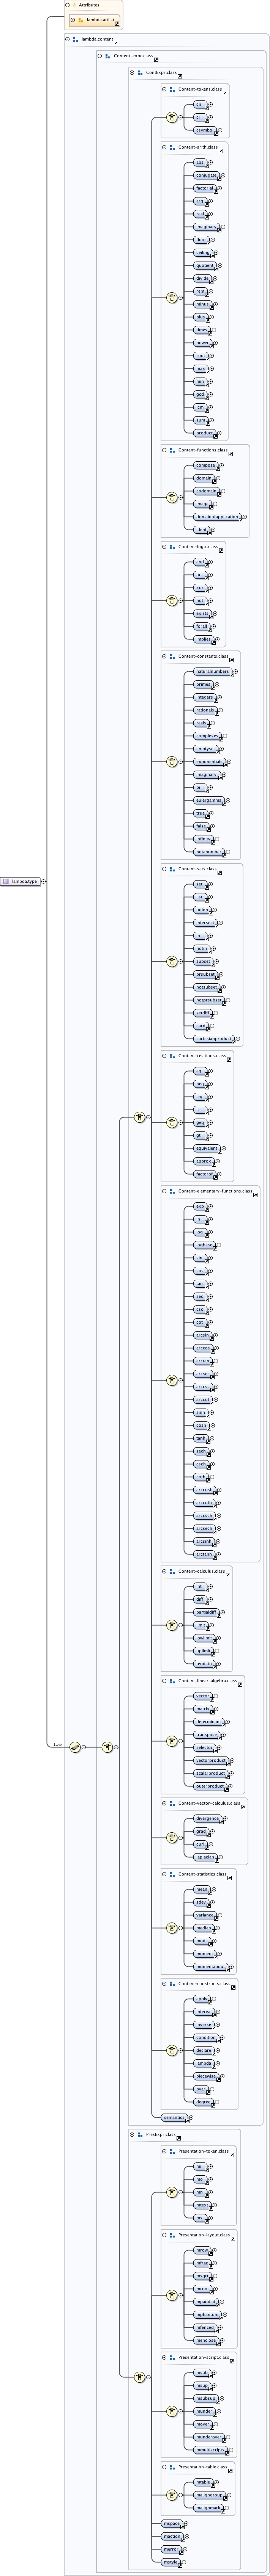 Attributes
lambda.attlist
lambda.content
Content-expr.class
ContExpr.class
Content-tokens.class
cn
ci
csymbol
Content-arith.class
abs
conjugate
factorial
arg
real
imaginary
floor
ceiling
quotient
divide
rem
minus
plus
times
power
root
max
min
gcd
lcm
sum
product
Content-functions.class
compose
domain
codomain
image
domainofapplication
ident
Content-logic.class
and
or
xor
not
exists
forall
implies
Content-constants.class
naturalnumbers
primes
integers
rationals
reals
complexes
emptyset
exponentiale
imaginaryi
pi
eulergamma
true
false
infinity
notanumber
Content-sets.class
set
list
union
intersect
in
notin
lambda.type
subset
prsubset
notsubset
notprsubset
setdiff
card
cartesianproduct
Content-relations.class
eq
neq
leq
lt
geq
gt
equivalent
approx
factorof
Content-elementary-functions.class
exp
ln
log
logbase
sin
cos
tan
sec
csc
cot
arcsin
arccos
arctan
arcsec
arccsc
arccot
sinh
cosh
tanh
sech
csch
coth
arccosh
arccoth
arccsch
arcsech
arcsinh
arctanh
Content-calculus.class
int
diff
partialdiff
limit
lowlimit
uplimit
tendsto
Content-linear-algebra.class
vector
matrix
determinant
transpose
1..∞
selector
vectorproduct
scalarproduct
outerproduct
Content-vector-calculus.class
divergence
grad
curl
laplacian
Content-statistics.class
mean
sdev
variance
median
mode
moment
momentabout
Content-constructs.class
apply
interval
inverse
condition
declare
lambda
piecewise
bvar
degree
semantics
PresExpr.class
Presentation-token.class
mi
mo
mn
mtext
ms
Presentation-layout.class
mrow
mfrac
msqrt
mroot
mpadded
mphantom
mfenced
menclose
Presentation-script.class
msub
msup
msubsup
munder
mover
munderover
mmultiscripts
Presentation-table.class
mtable
maligngroup
malignmark
mspace
maction
merror
mstyle